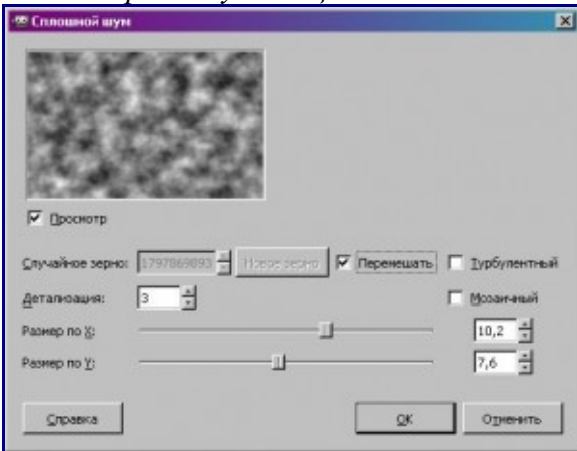 Сплошной шум
Просмотр
Случайное зерно: 1797869893 Новое зерно Перемешать Турбулентный
Детализация: 3 Мозаичный
Размер по X: 10,2
Размер по Y: 7,6
Справка OK Отменить